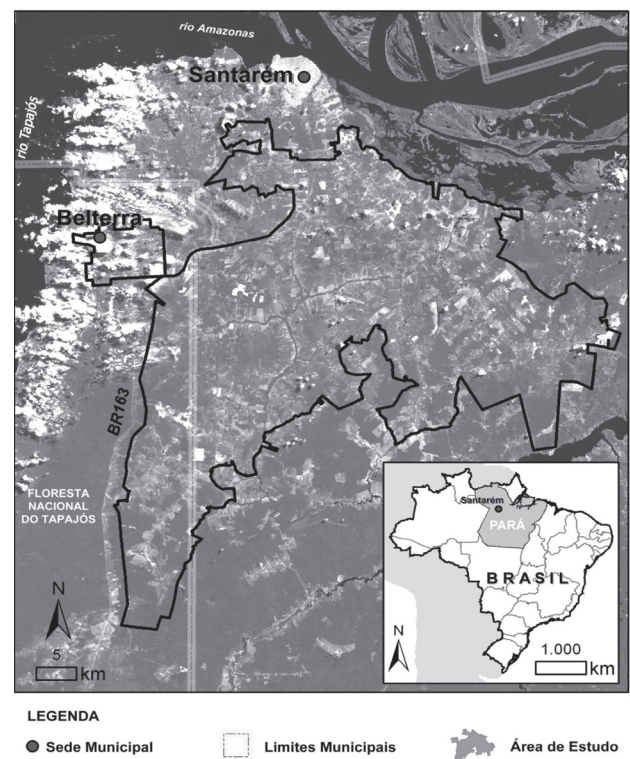 rio Amazonas
Santarém
rio Tapajós
Belterra
BR163
FLORESTA
NACIONAL
DO TAPAJÓS
N
5
km
Santarém
PARÁ
BRASIL
N
1.000
km
LEGENDA
Sede Municipal
Limites Municipais
Área de Estudo